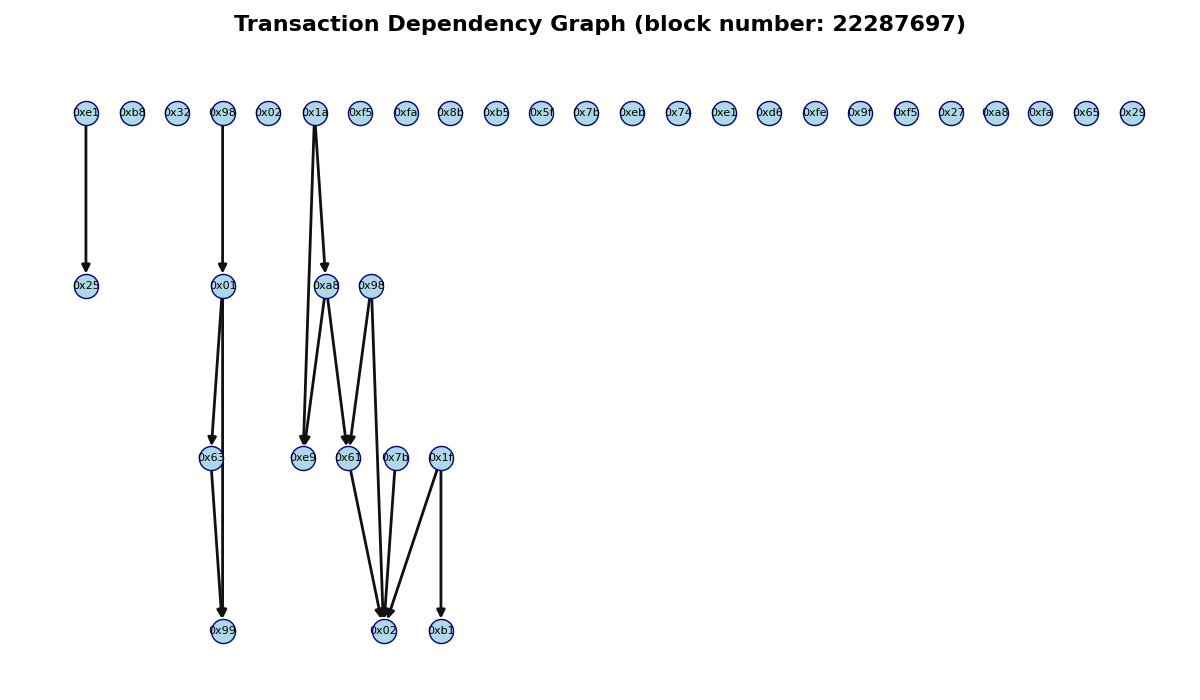 Transaction Dependency Graph (block number: 22287697)
0xe1 0xb8 0x32 0x98 0x02 0x1a 0xf5 0xfa 0x8b 0xb5 0x5f 0x7b 0xeb 0x74 0xe1 0xd6 0xfe 0x9f 0xf5 0x27 0xa8 0xfa 0x65 0x29
0x25 0x01 0xa8 0x98
0x63 0xe9 0x61 0x7b 0x1f
0x99 0x02 0xb1